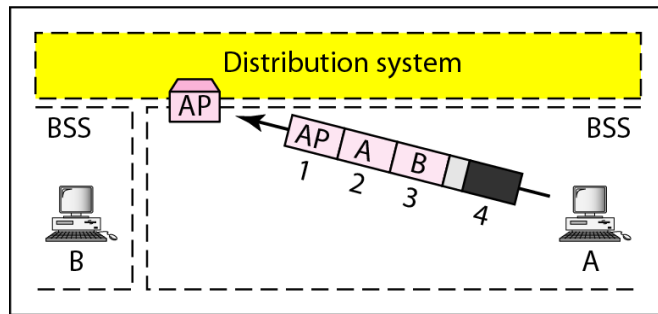 Distribution system
AP
BSS
BSS
AP A B
1 2 3 4
B
A